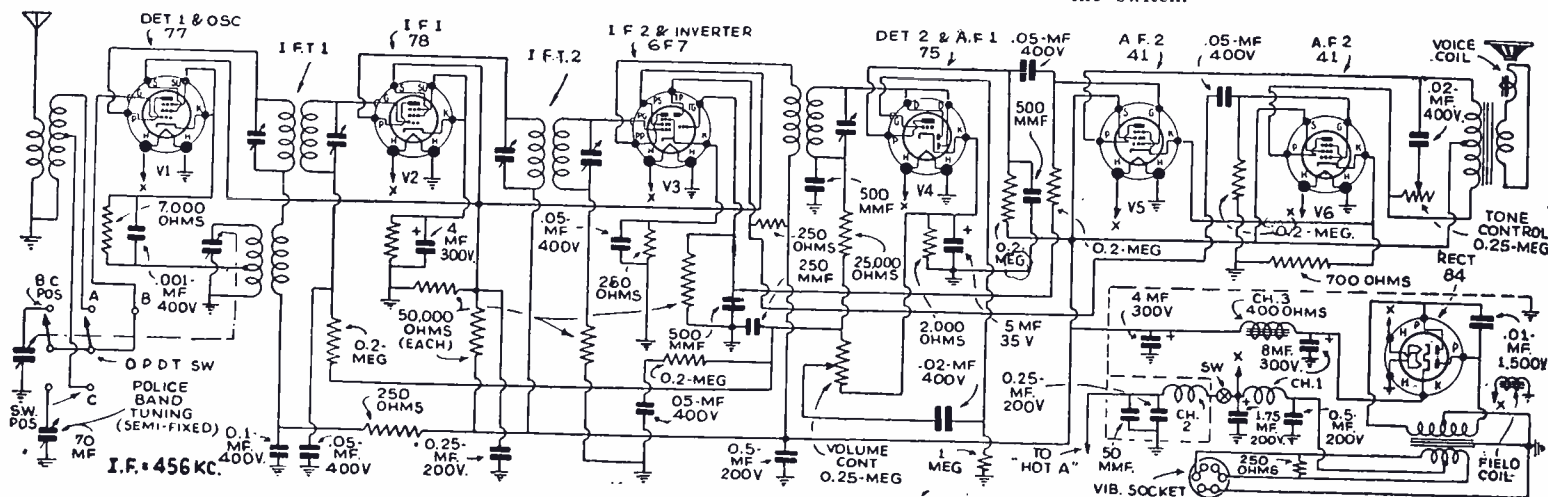 the switch.
DET 1 & OSC
77
I.F.T 1
I F 1
78
I F.T.2
I F 2 & INVERTER
6F7
DET 2 & A.F 1
75
.05-MF
400V
A F.2
41
.05-MF
400V
A.F.2
41
VOICE
COIL
.02-
MF
400V.
V1
V2
V3
V4
V5
V6
7,000
OHMS
.001-
MF
400V
4
MF
300V.
.05-
MF
400V
260
OHMS
250
OHMS
250
MMF
500
MMF
25,000
OHMS
500
MMF
0.2-
MEG
0.2-MEG
0.2-MEG.
TONE
CONTROL
0.25-MEG
RECT
84
700 OHMS
B C
POS
A
B
C
D P D T SW
POLICE
BAND
TUNING
(SEMI-FIXED)
S.W.
POS
70
MF
I.F.= 456 KC.
0.1-
MF.
400V.
.05-
MF
400V
250
OHMS
0.2-
MEG
50,000
OHMS
(EACH)
0.25-MF
200V.
500
MMF
0.2-MEG
05-MF
400V
0.5-
MF
200V
VOLUME
CONT
0.25-MEG
2,000
OHMS
5 MF
35 V
.02-MF
400V
1
MEG
0.25-
MF.
200V
TO
"HOT A"
50
MMF.
4 MF
300V
CH.3
400 OHMS
8MF.
300V.
CH.1
SW
CH.
2
1.75
MF.
200V.
0.5-
MF.
200V
250
OHMS
VIB. SOCKET
.01-
MF.
1,500V
FIELD
COIL